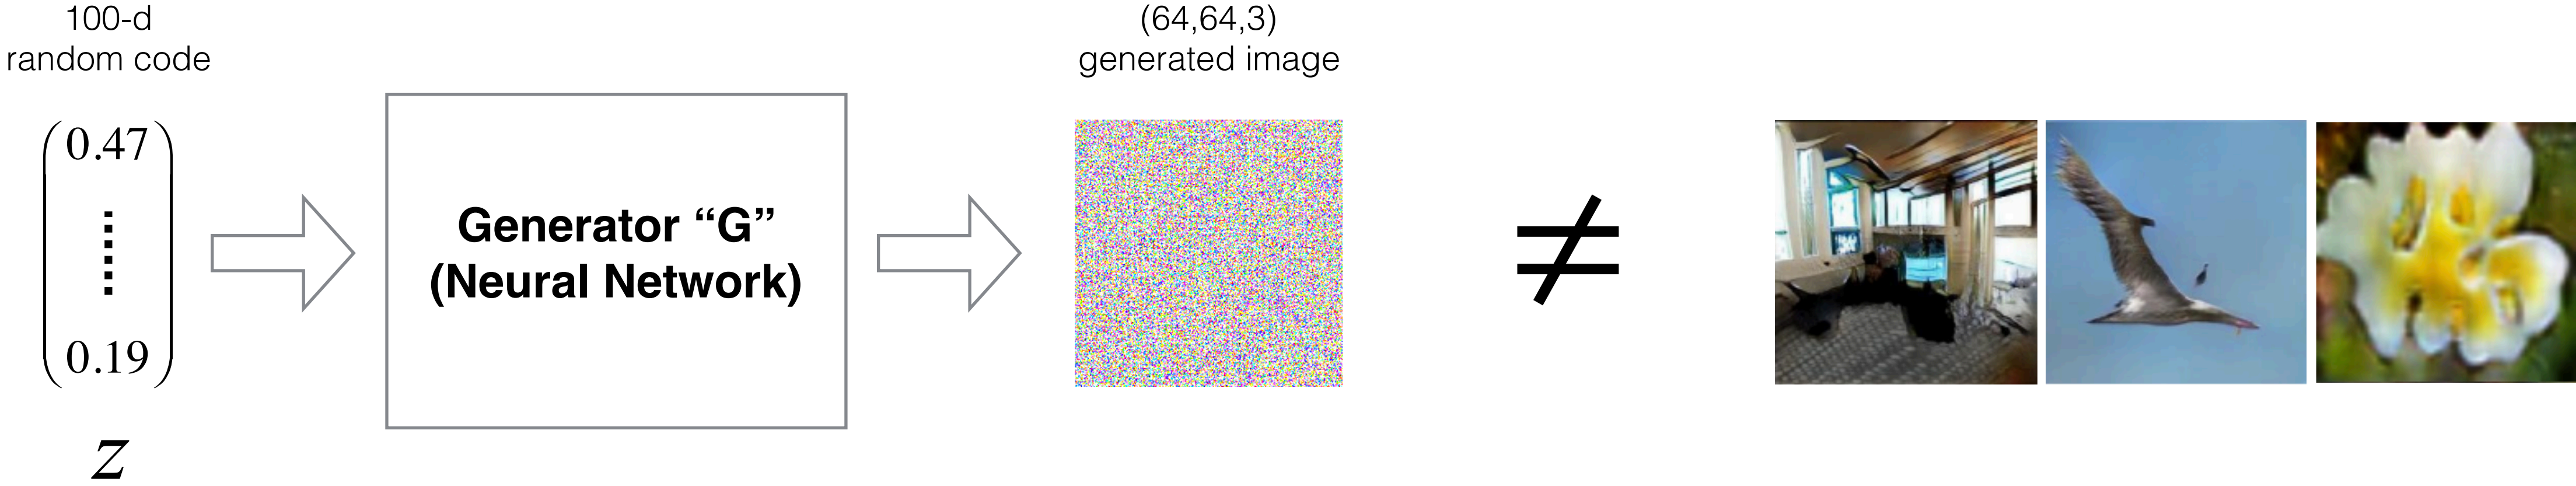 100-d
random code
0.47
0.19
z
Generator “G”
(Neural Network)
(64,64,3)
generated image
≠